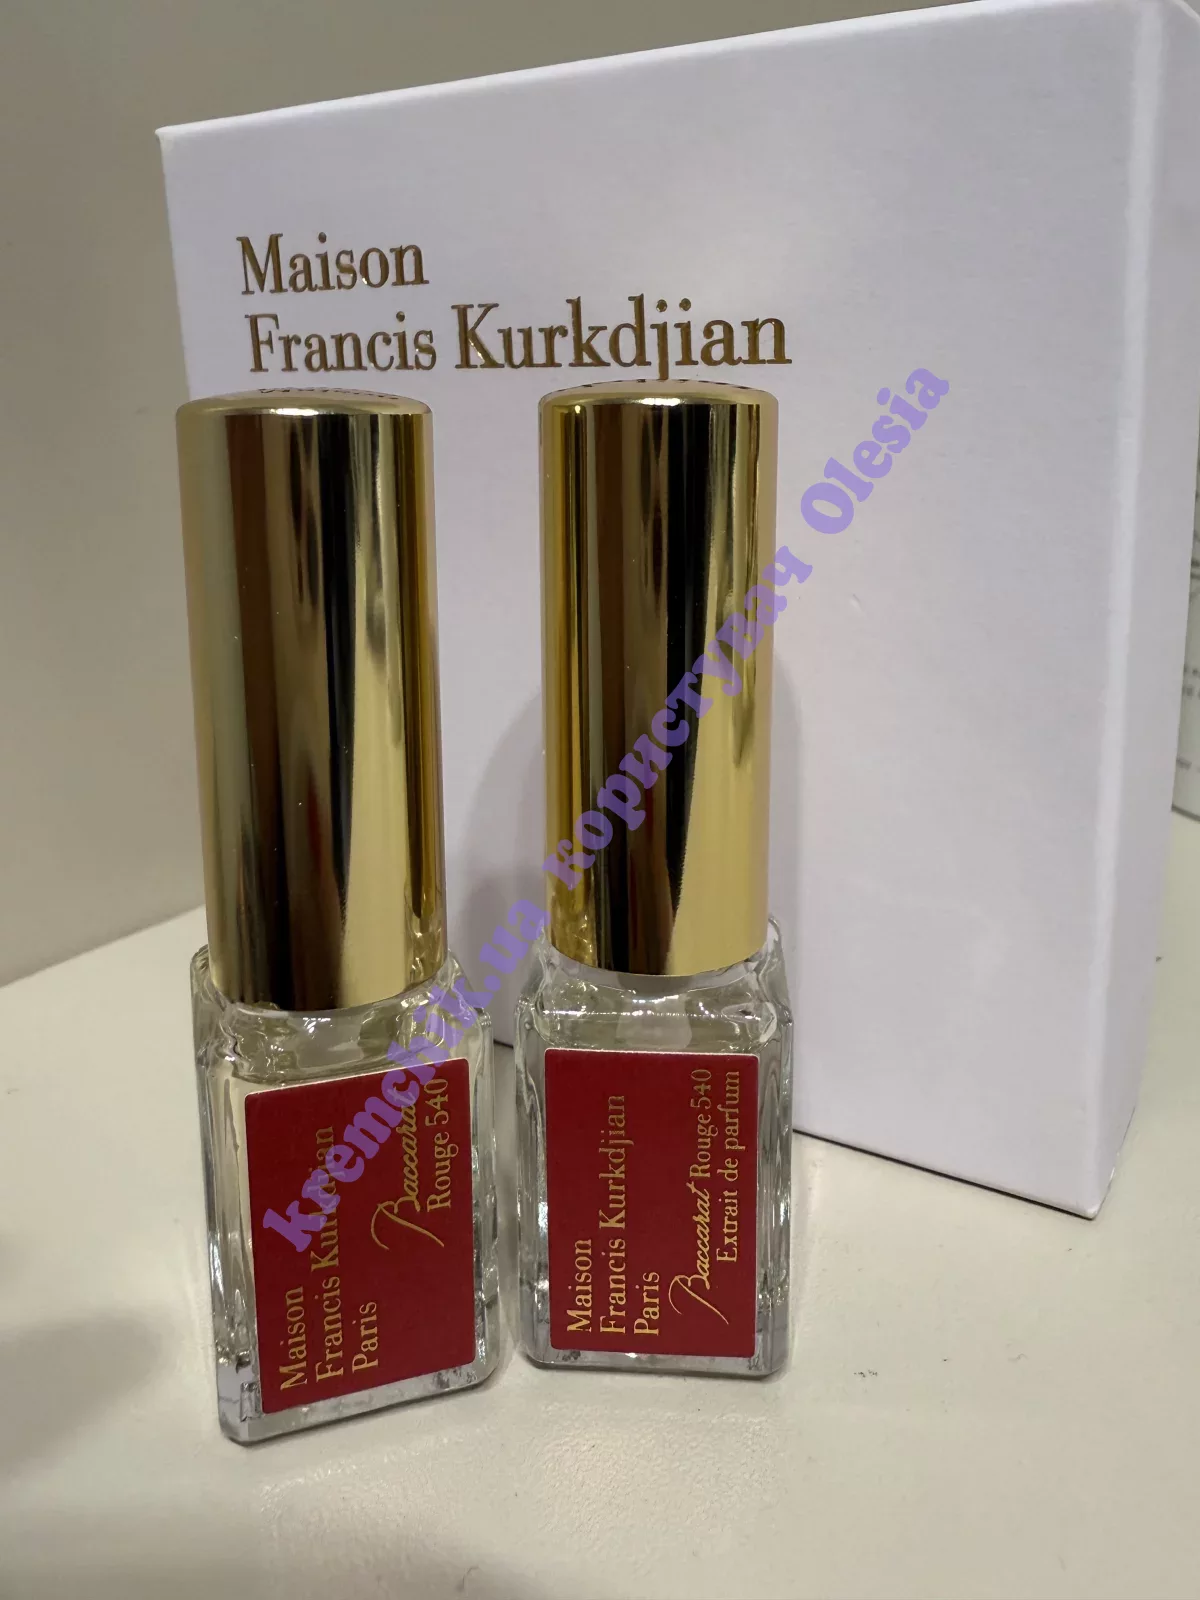 Maison
Francis Kurkdjian
kremchik.ua користувач Olesia
Maison
Francis Kurkdjian
Paris
Baccarat
Rouge 540
Maison
Francis Kurkdjian
Paris
Baccarat Rouge 540
Extrait de parfum